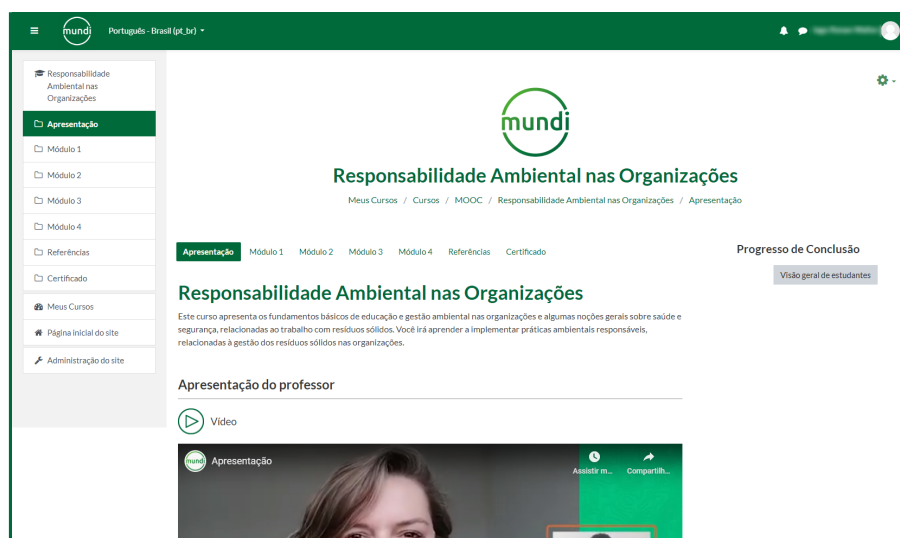 mundi
Português - Brasil (pt_br)
Responsabilidade
Ambiental nas
Organizações
Apresentação
Módulo 1
Módulo 2
Módulo 3
Módulo 4
Referências
Certificado
Meus Cursos
Página inicial do site
Administração do site
mundi
Responsabilidade Ambiental nas Organizações
Meus Cursos / Cursos / MOOC / Responsabilidade Ambiental nas Organizações / Apresentação
Apresentação Módulo 1 Módulo 2 Módulo 3 Módulo 4 Referências Certificado
Responsabilidade Ambiental nas Organizações
Este curso apresenta os fundamentos básicos de educação e gestão ambiental nas organizações e algumas noções gerais sobre saúde e
segurança, relacionadas ao trabalho com resíduos sólidos. Você irá aprender a implementar práticas ambientais responsáveis,
relacionadas à gestão dos resíduos sólidos nas organizações.
Apresentação do professor
Vídeo
mundi Apresentação
Assistir m... Compartilh...
Progresso de Conclusão
Visão geral de estudantes